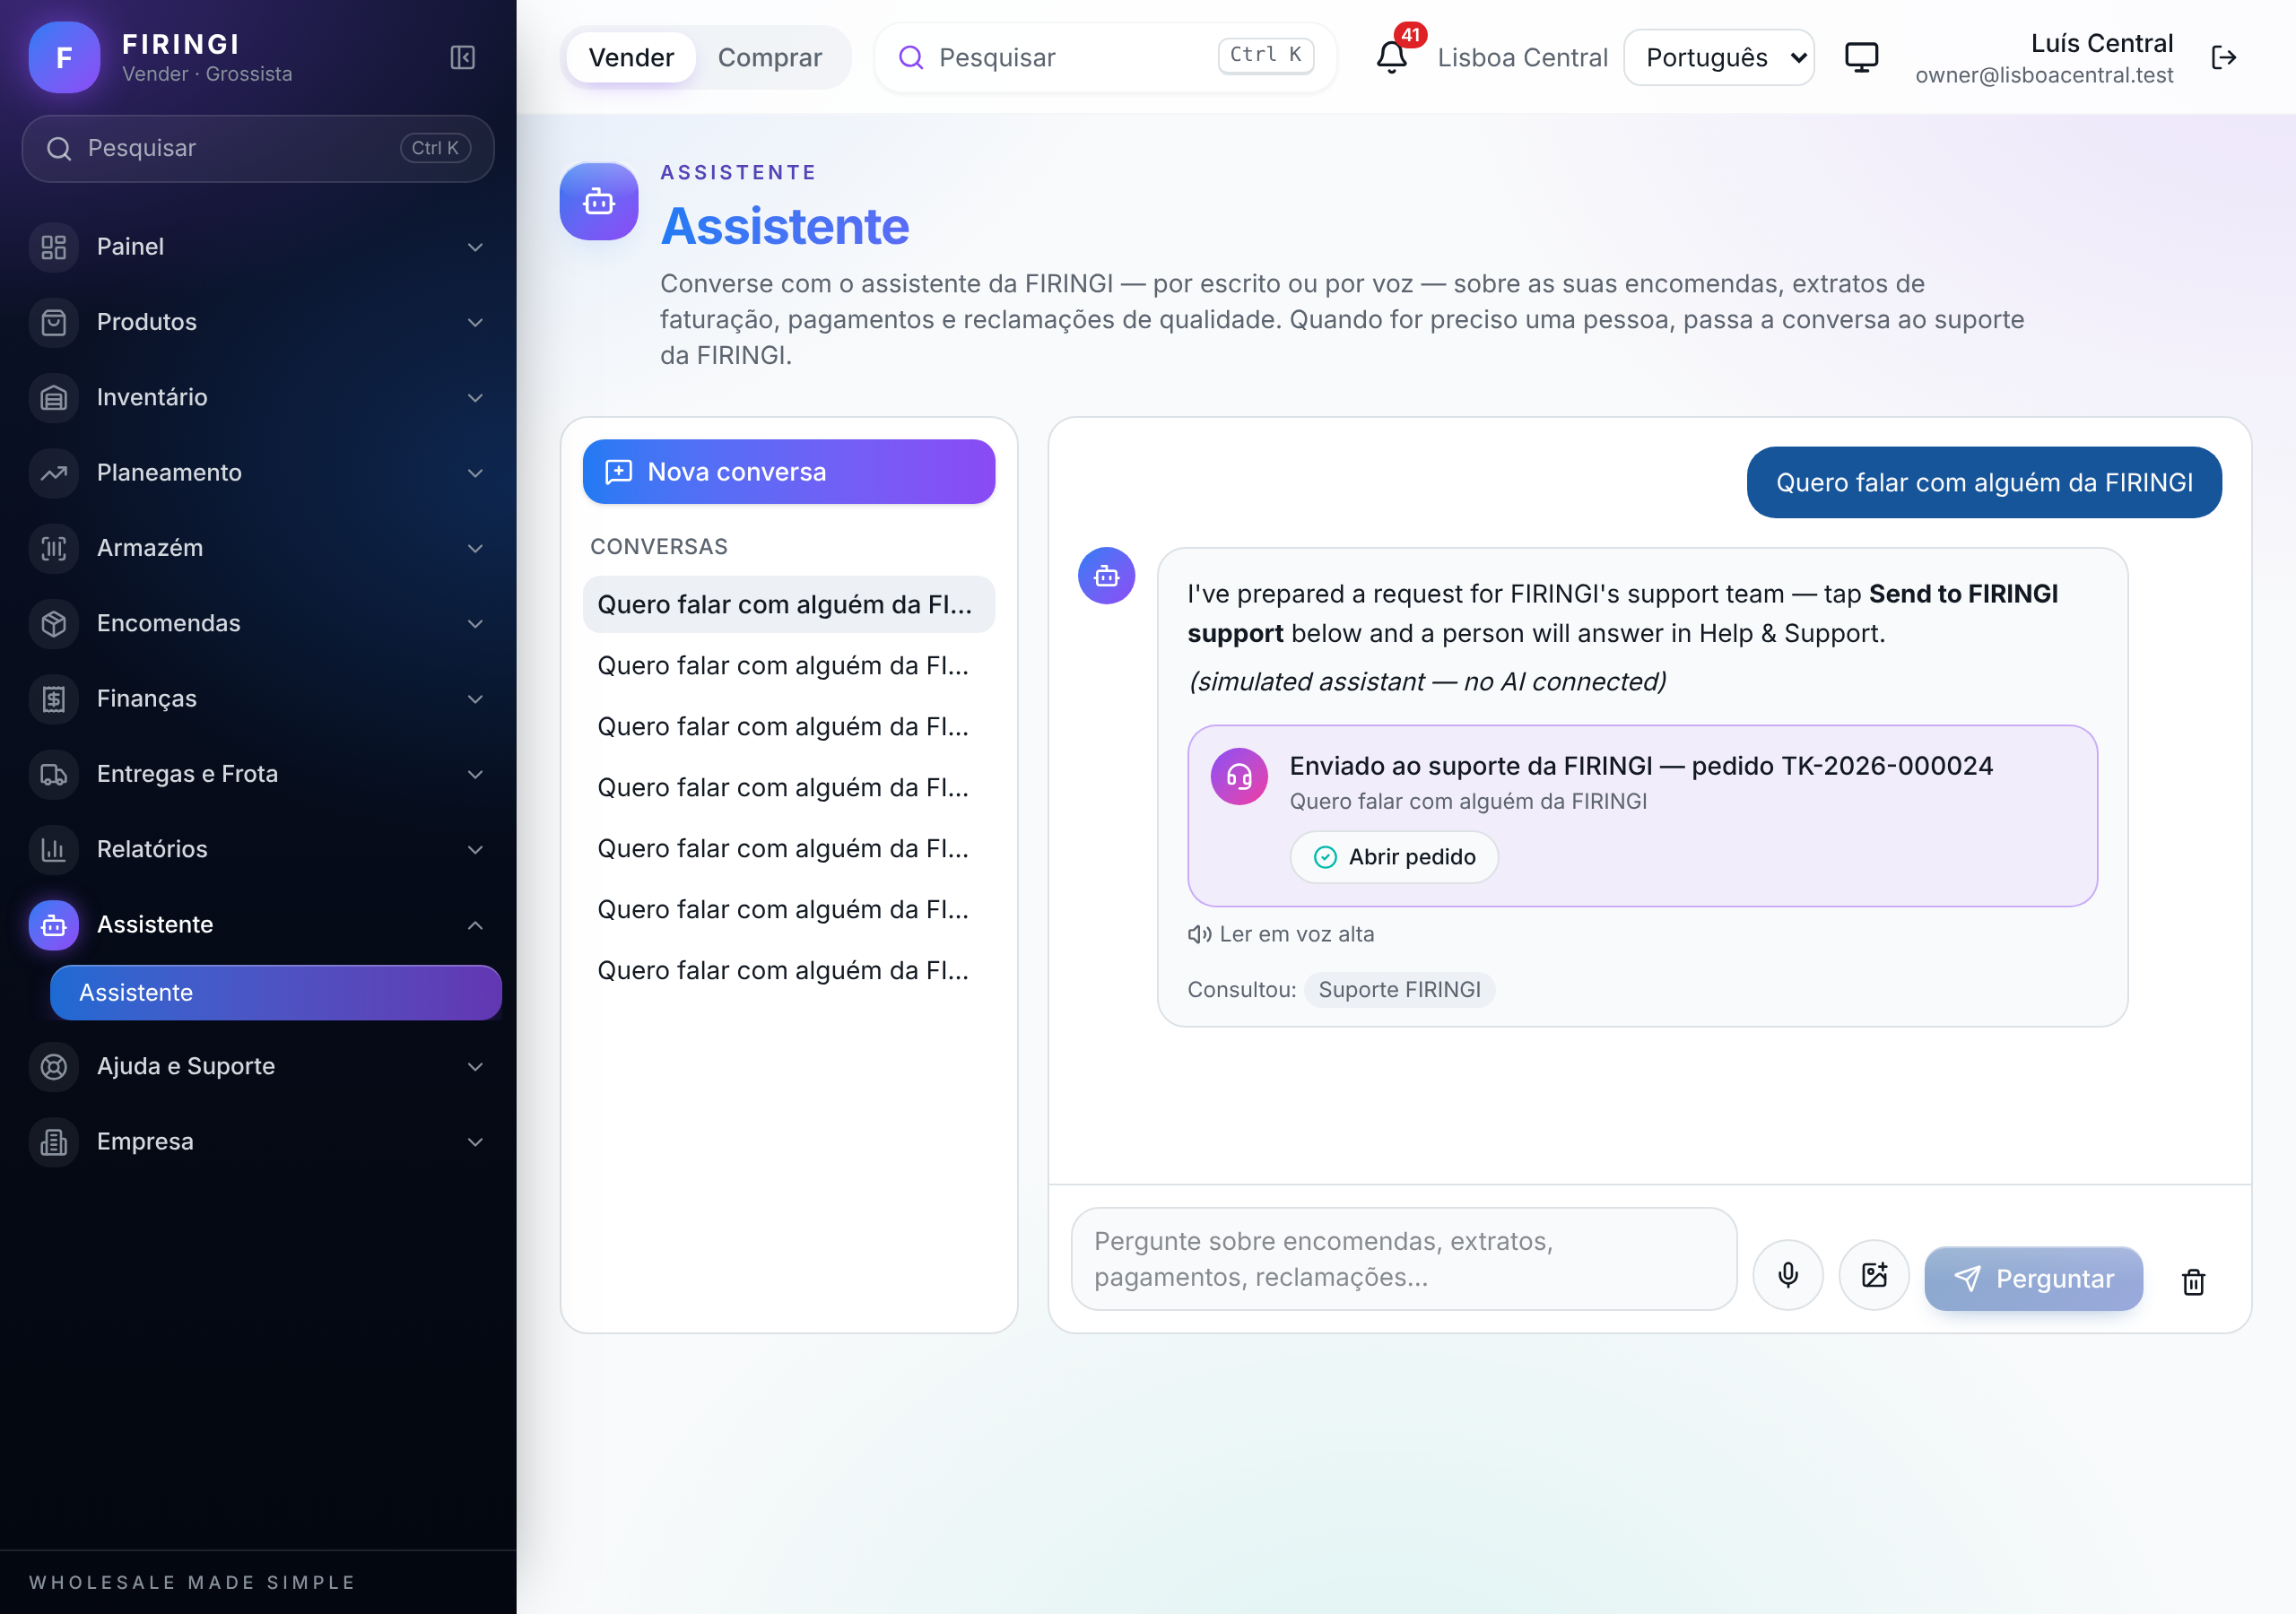 F
FIRINGI
Vender · Grossista
Pesquisar
Ctrl K
Painel
Produtos
Inventário
Planeamento
Armazém
Encomendas
Finanças
Entregas e Frota
Relatórios
Assistente
Assistente
Ajuda e Suporte
Empresa
WHOLESALE MADE SIMPLE
Vender
Comprar
Pesquisar
Ctrl K
41
Lisboa Central
Português
Luís Central
owner@lisboacentral.test
ASSISTENTE
Assistente
Converse com o assistente da FIRINGI — por escrito ou por voz — sobre as suas encomendas, extratos de
faturação, pagamentos e reclamações de qualidade. Quando for preciso uma pessoa, passa a conversa ao suporte
da FIRINGI.
Nova conversa
CONVERSAS
Quero falar com alguém da FI...
Quero falar com alguém da FI...
Quero falar com alguém da FI...
Quero falar com alguém da FI...
Quero falar com alguém da FI...
Quero falar com alguém da FI...
Quero falar com alguém da FI...
Quero falar com alguém da FIRINGI
I've prepared a request for FIRINGI's support team — tap Send to FIRINGI
support below and a person will answer in Help & Support.
(simulated assistant — no AI connected)
Enviado ao suporte da FIRINGI — pedido TK-2026-000024
Quero falar com alguém da FIRINGI
Abrir pedido
Ler em voz alta
Consultou: Suporte FIRINGI
Pergunte sobre encomendas, extratos,
pagamentos, reclamações...
Perguntar